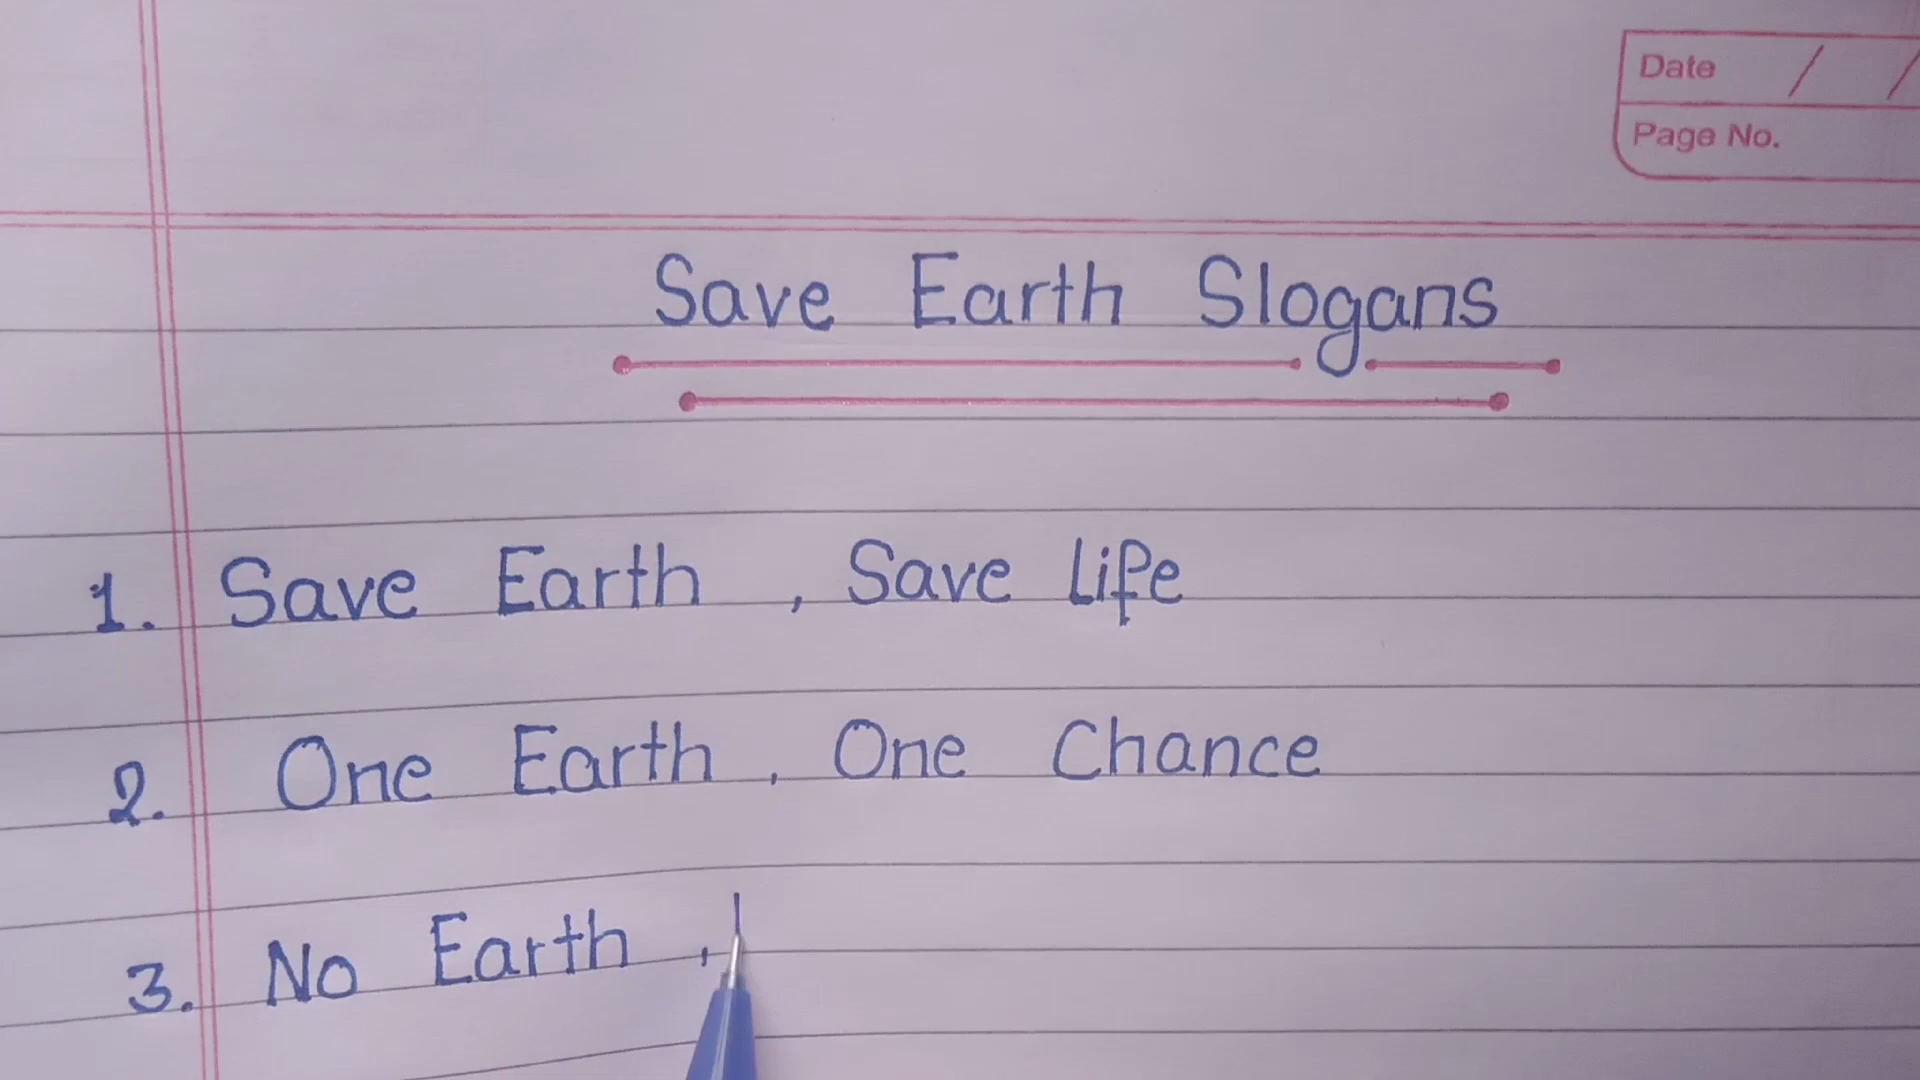 Date / /
Page No.
Save Earth Slogans
1. Save Earth , Save Life
2. One Earth , One Chance
3. No Earth ,